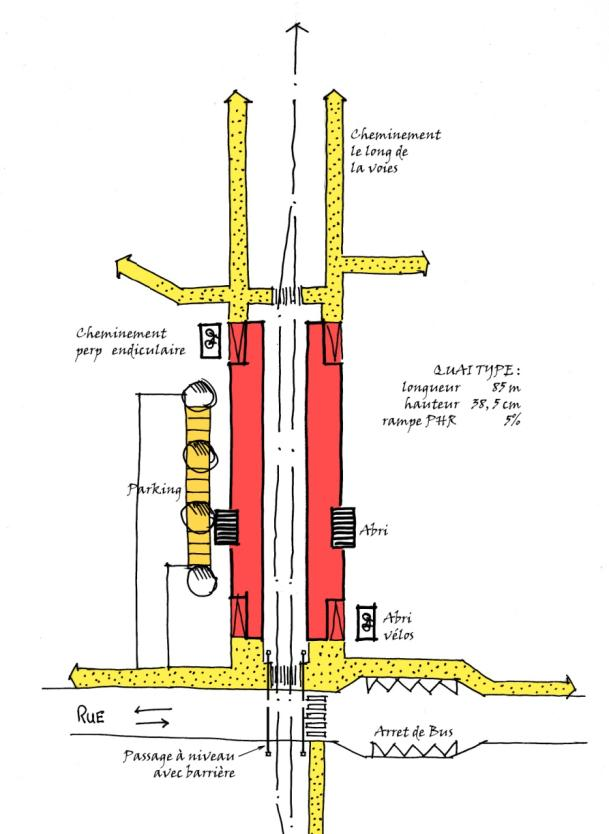 Cheminement
le long de
la voies
Cheminement
perp endiculaire
QUAI TYPE :
longueur 85 m
hauteur 38,5 cm
rampe PHR 5%
Parking
Abri
Abri
vélos
RUE
Arret de Bus
Passage à niveau
avec barrière